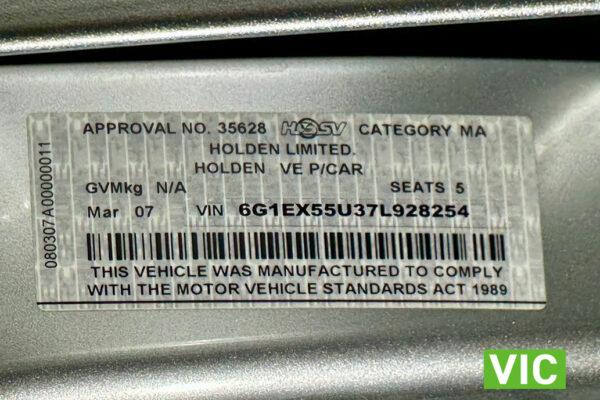 APPROVAL NO. 35628 HSV CATEGORY MA
HOLDEN LIMITED.
HOLDEN VE P/CAR
GVMkg N/A SEATS 5
Mar 07 VIN 6G1EX55U37L928254
THIS VEHICLE WAS MANUFACTURED TO COMPLY
WITH THE MOTOR VEHICLE STANDARDS ACT 1989
080307A00000011
VIC